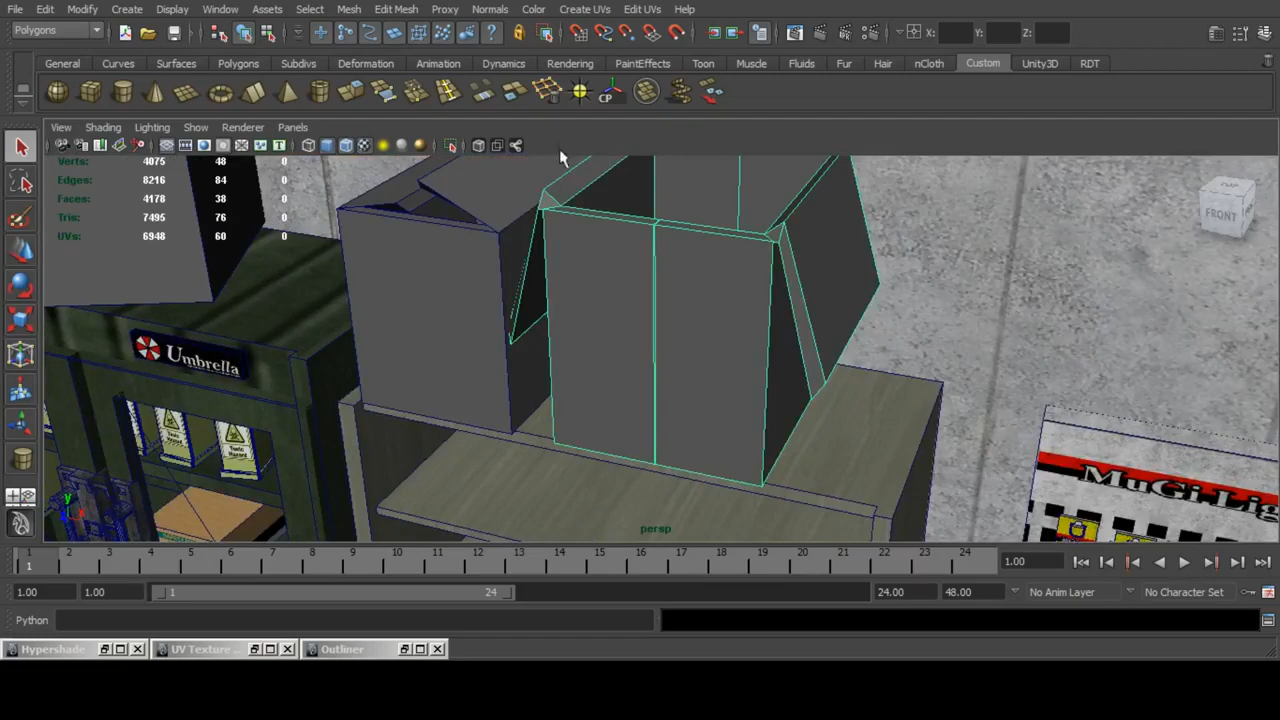 File Edit Modify Create Display Window Assets Select Mesh Edit Mesh Proxy Normals Color Create UVs Edit UVs Help
Polygons X: Y: Z:
General Curves Surfaces Polygons Subdivs Deformation Animation Dynamics Rendering PaintEffects Toon Muscle Fluids Fur Hair nCloth Custom Unity3D RDT
CP
View Shading Lighting Show Renderer Panels
Verts: 4075 48 0
Edges: 8216 84 0
Faces: 4178 38 0
Tris: 7495 76 0
UVs: 6948 60 0
FRONT
Umbrella
MuGi Lig
y
persp
1 2 3 4 5 6 7 8 9 10 11 12 13 14 15 16 17 18 19 20 21 22 23 24 1.00
1
1.00 1.00 1 24 24.00 48.00 No Anim Layer No Character Set
Python
Hypershade UV Texture ... Outliner